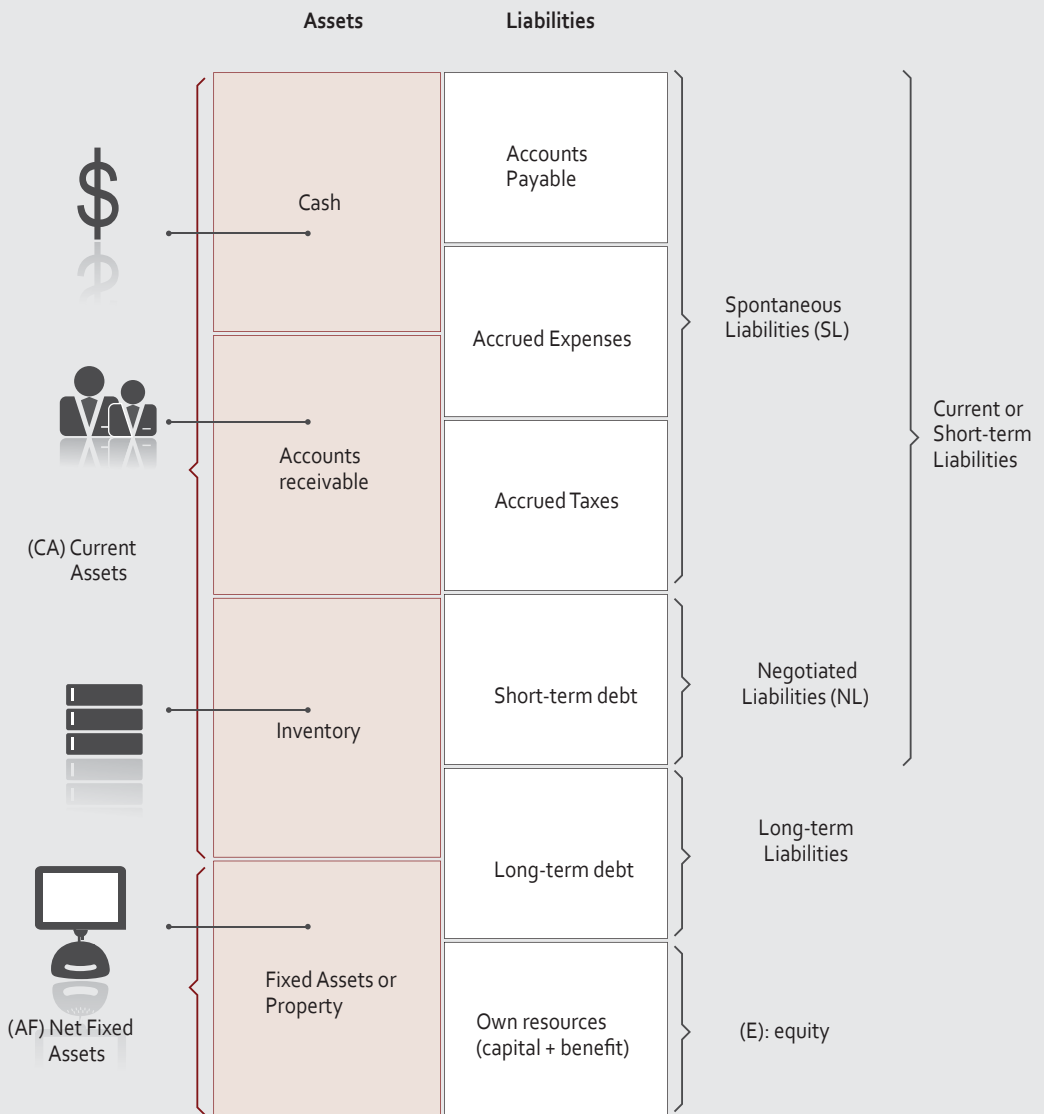 Assets
Liabilities
Cash
Accounts
receivable
(CA) Current
Assets
Inventory
Fixed Assets or
Property
(AF) Net Fixed
Assets
Accounts
Payable
Accrued Expenses
Accrued Taxes
Short-term debt
Long-term debt
Own resources
(capital + benefit)
Spontaneous
Liabilities (SL)
Negotiated
Liabilities (NL)
Long-term
Liabilities
(E): equity
Current or
Short-term
Liabilities